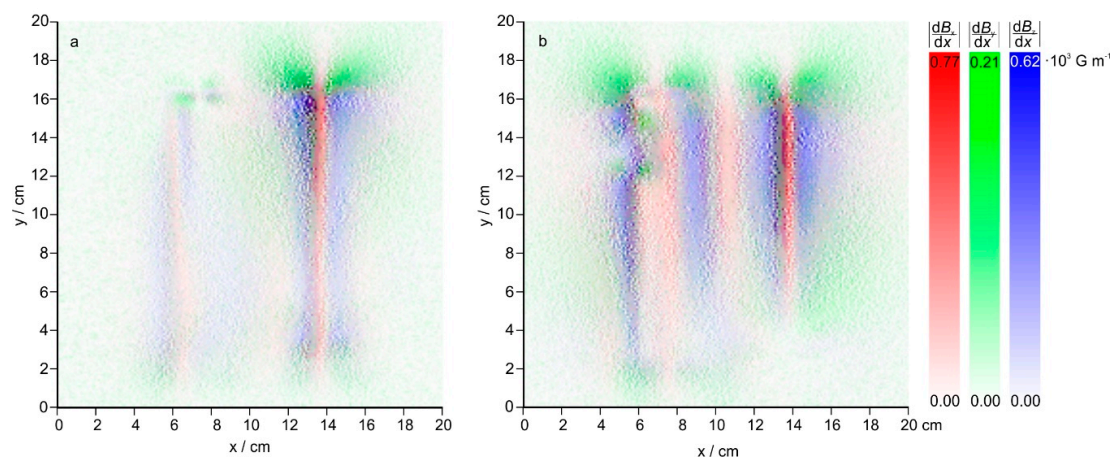 a
20
18
16
14
12
10
8
6
4
2
0
y / cm
0 2 4 6 8 10 12 14 16 18 20
x / cm
b
20
18
16
14
12
10
8
6
4
2
0
y / cm
0 2 4 6 8 10 12 14 16 18 20 cm
x / cm
|dBₓ/dx| |dBᵧ/dx| |dB_z/dx|
0.77 0.21 0.62 ·10³ G m⁻¹
0.00 0.00 0.00